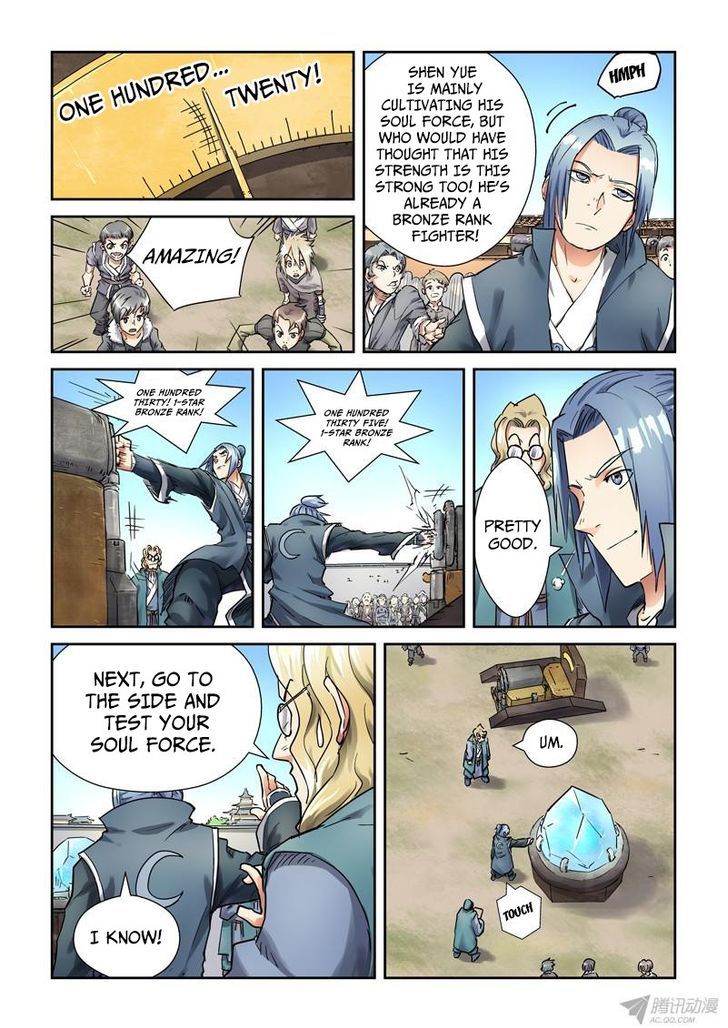 ONE HUNDRED...
TWENTY!
HMPH
SHEN YUE
IS MAINLY
CULTIVATING HIS
SOUL FORCE, BUT
WHO WOULD HAVE
THOUGHT THAT HIS
STRENGTH IS THIS
STRONG TOO! HE'S
ALREADY A
BRONZE RANK
FIGHTER!
AMAZING!
ONE HUNDRED
THIRTY! 1-STAR
BRONZE RANK!
ONE HUNDRED
THIRTY FIVE!
1-STAR BRONZE
RANK!
PRETTY
GOOD.
NEXT, GO TO
THE SIDE AND
TEST YOUR
SOUL FORCE.
I KNOW!
UM.
TOUCH
腾讯动漫
AC.QQ.COM